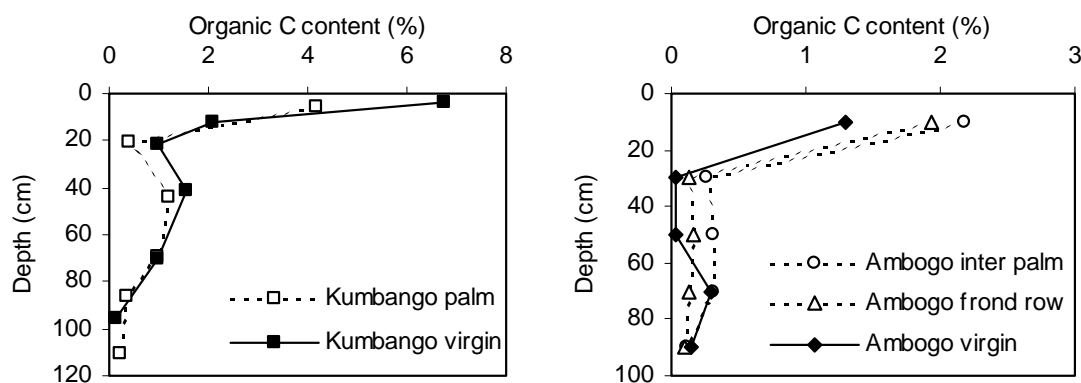 Organic C content (%)
0 2 4 6 8
0
20
40
60
80
100
120
Depth (cm)
Kumbango palm
Kumbango virgin
Organic C content (%)
0 1 2 3
0
20
40
60
80
100
Depth (cm)
Ambogo inter palm
Ambogo frond row
Ambogo virgin